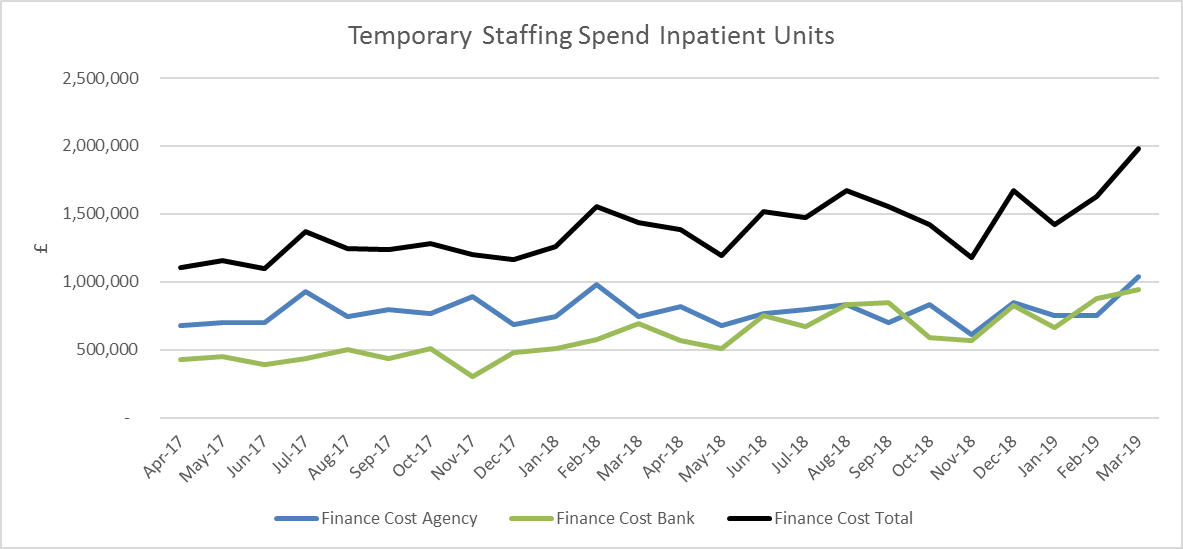 Temporary Staffing Spend Inpatient Units
2,500,000
2,000,000
1,500,000
1,000,000
500,000
-
£
Apr-17
May-17
Jun-17
Jul-17
Aug-17
Sep-17
Oct-17
Nov-17
Dec-17
Jan-18
Feb-18
Mar-18
Apr-18
May-18
Jun-18
Jul-18
Aug-18
Sep-18
Oct-18
Nov-18
Dec-18
Jan-19
Feb-19
Mar-19
Finance Cost Agency
Finance Cost Bank
Finance Cost Total